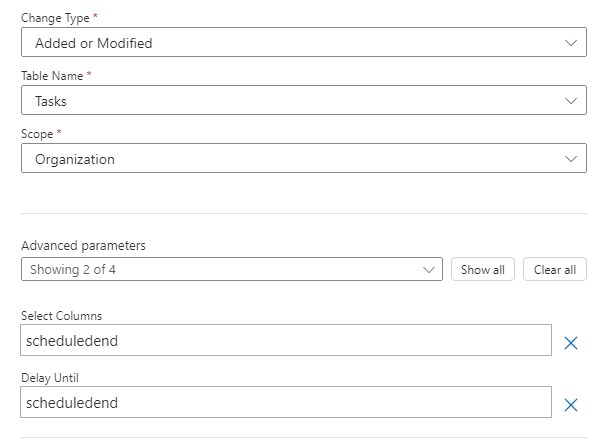 Change Type *
Added or Modified
Table Name *
Tasks
Scope *
Organization
Advanced parameters
Showing 2 of 4
Show all
Clear all
Select Columns
scheduledend
Delay Until
scheduledend